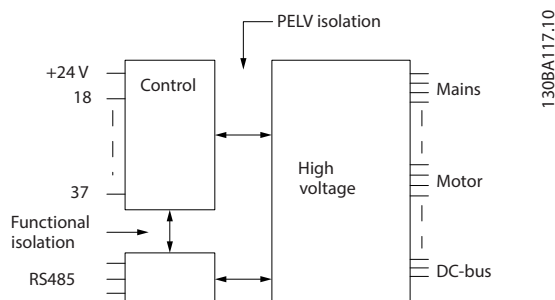 PELV isolation
130BA117.10
+24 V
Control
Mains
18
High
voltage
Motor
37
Functional
isolation
RS485
DC-bus